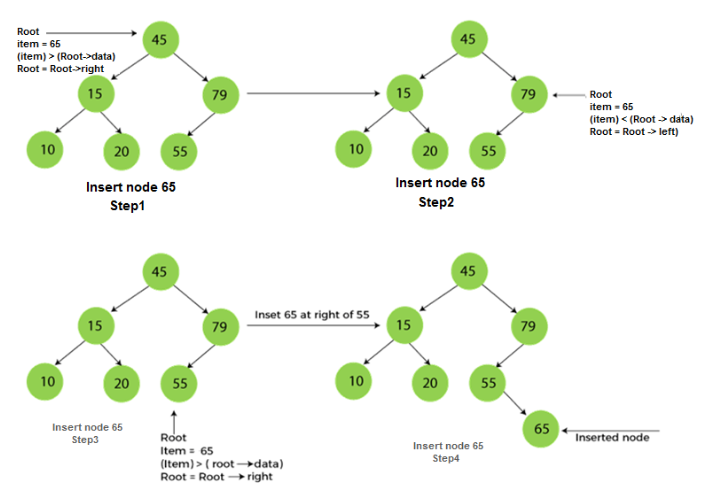 Root
item = 65
(item) > (Root->data)
Root = Root->right
45
15
79
10
20
55
Insert node 65
Step1
45
15
79
10
20
55
Root
item = 65
(item) < (Root -> data)
Root = Root -> left)
Insert node 65
Step2
45
15
79
10
20
55
Insert node 65
Step3
Root
Item = 65
(Item) > ( root →data)
Root = Root →right
Inset 65 at right of 55
45
15
79
10
20
55
65
Inserted node
Insert node 65
Step4